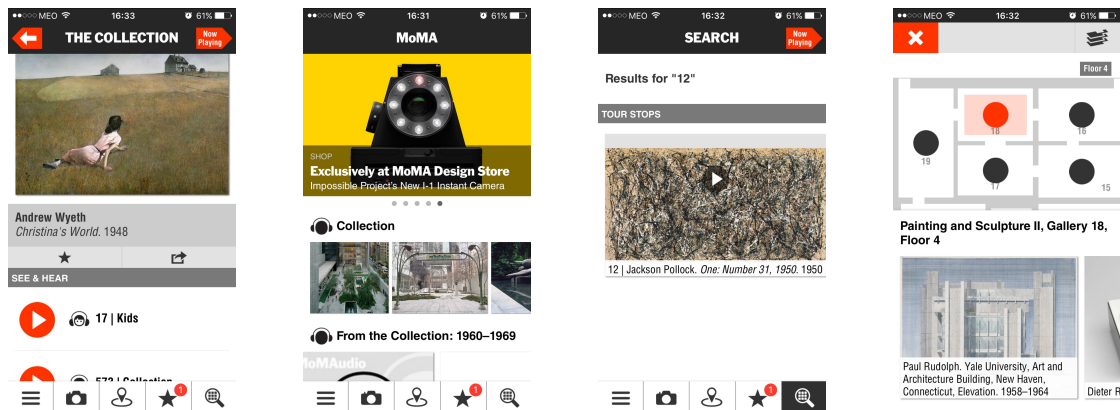 ●●○○○ MEO 16:33 61%
THE COLLECTION
Now
Playing
Andrew Wyeth
Christina's World. 1948
SEE & HEAR
17 | Kids
573 | Collection
1
●●○○○ MEO 16:31 61%
MoMA
SHOP
Exclusively at MoMA Design Store
Impossible Project's New I-1 Instant Camera
Collection
From the Collection: 1960–1969
MoMAudio
1
●●○○○ MEO 16:32 61%
SEARCH
Now
Playing
Results for "12"
TOUR STOPS
12 | Jackson Pollock. One: Number 31, 1950. 1950
1
●●○○○ MEO 16:32 61%
Floor 4
18
16
19
17
15
Painting and Sculpture II, Gallery 18,
Floor 4
Paul Rudolph. Yale University, Art and
Architecture Building, New Haven,
Connecticut, Elevation. 1958–1964
Dieter R
1